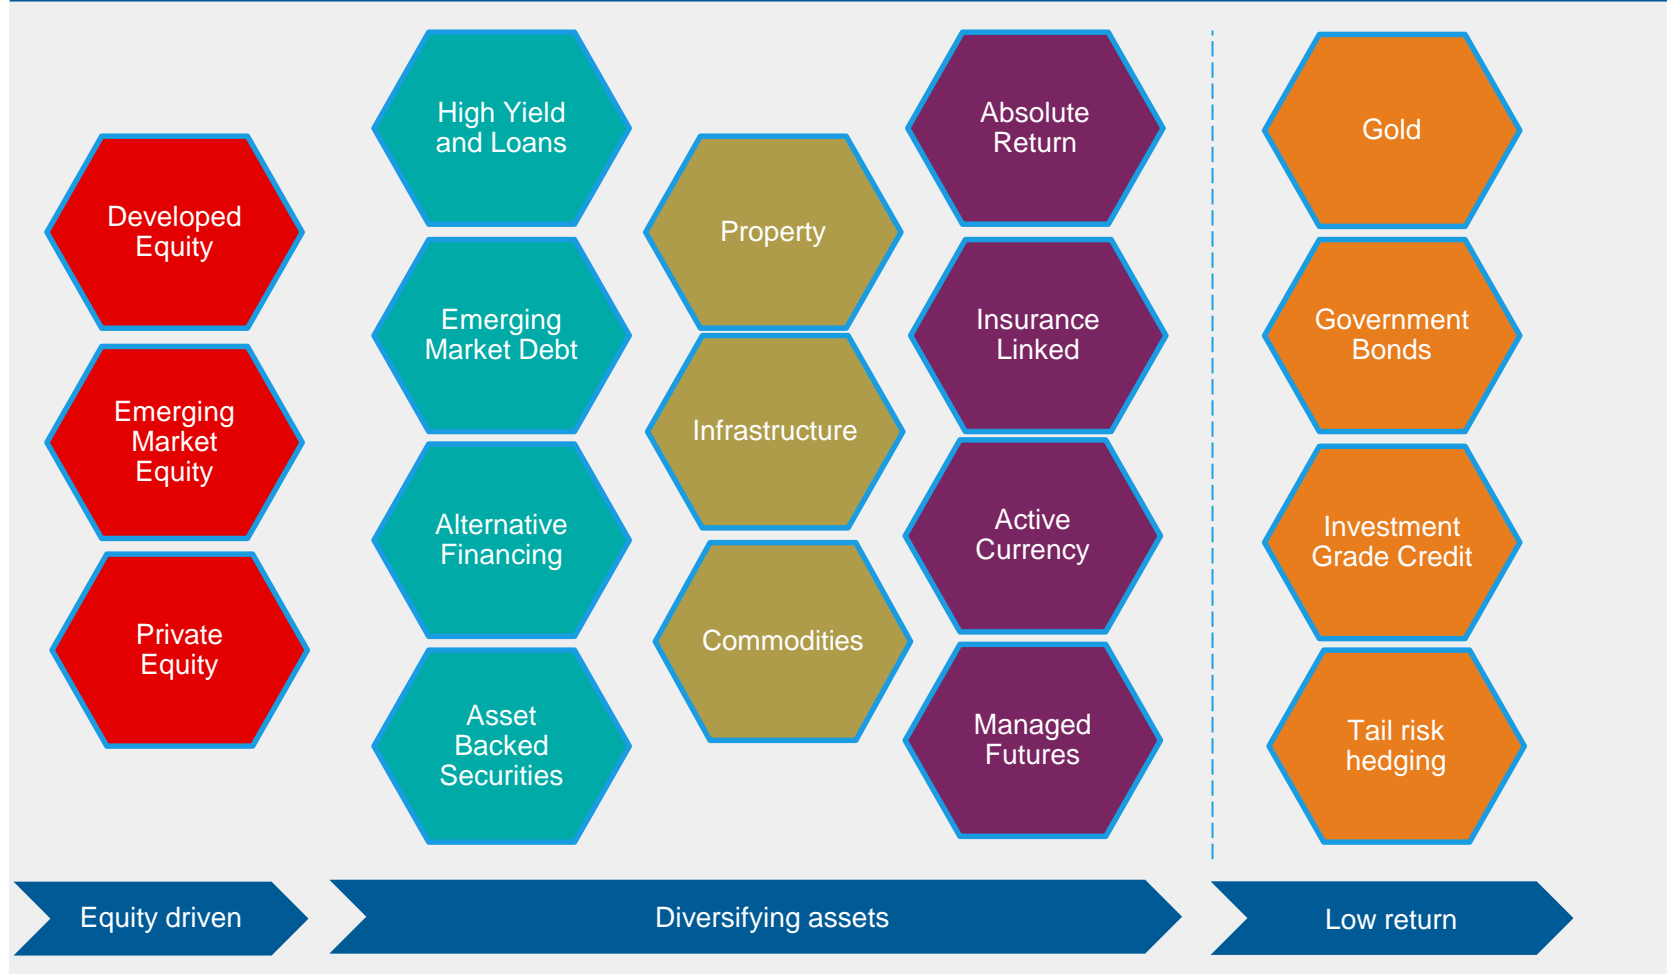 Developed
Equity
Emerging
Market
Equity
Private
Equity
High Yield
and Loans
Emerging
Market Debt
Alternative
Financing
Asset
Backed
Securities
Property
Infrastructure
Commodities
Absolute
Return
Insurance
Linked
Active
Currency
Managed
Futures
Gold
Government
Bonds
Investment
Grade Credit
Tail risk
hedging
Equity driven
Diversifying assets
Low return